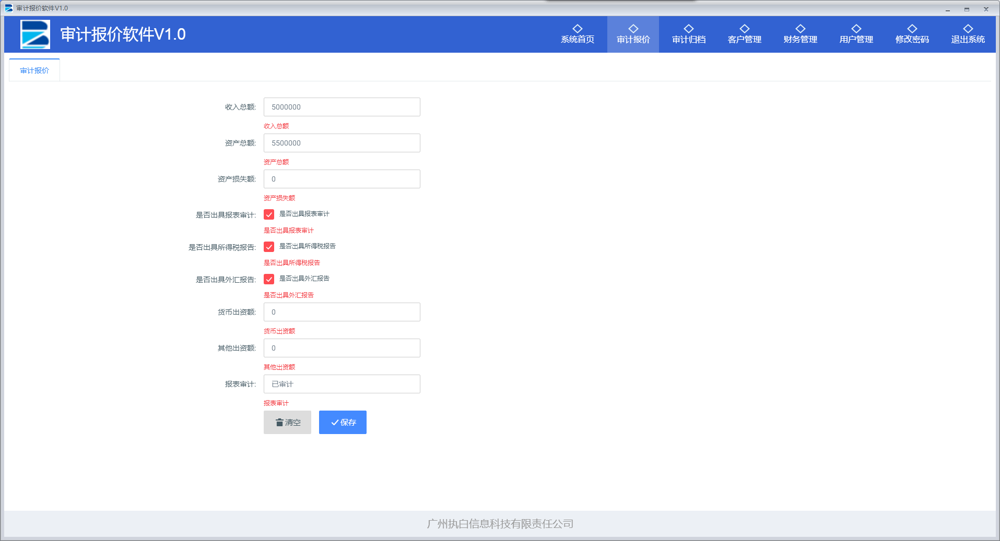 审计报价软件V1.0
审计报价软件V1.0
系统首页 审计报价 审计归档 客户管理 财务管理 用户管理 修改密码 退出系统
审计报价
收入总额: 5000000
收入总额
资产总额: 5500000
资产总额
资产损失额: 0
资产损失额
是否出具报表审计: 是否出具报表审计
是否出具报表审计
是否出具所得税报告: 是否出具所得税报告
是否出具所得税报告
是否出具外汇报告: 是否出具外汇报告
是否出具外汇报告
货币出资额: 0
货币出资额
其他出资额: 0
其他出资额
报表审计: 已审计
报表审计
清空 保存
广州执白信息科技有限责任公司